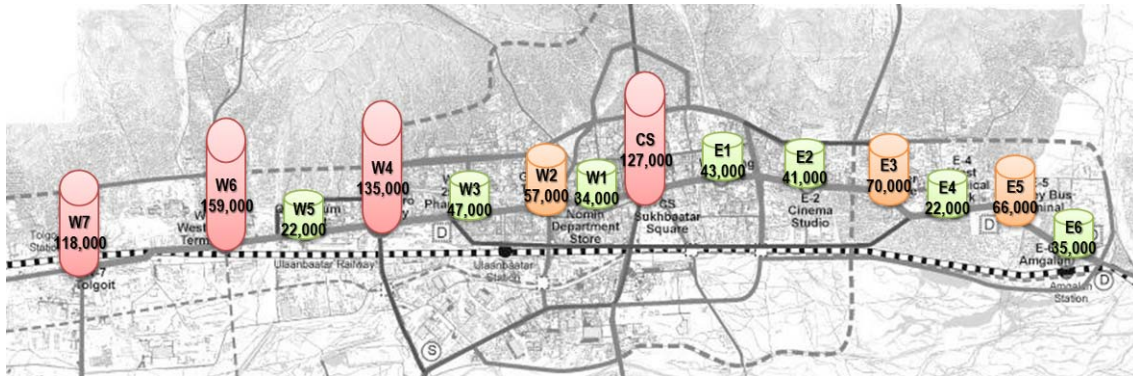 W7
118,000
W6
159,000
W5
22,000
W4
135,000
W3
47,000
W2
57,000
W1
34,000
CS
127,000
E1
43,000
E2
41,000
E3
70,000
E4
22,000
E5
66,000
E6
35,000
Tolgoit
Ulaanbaatar Railway
Ulaanbaatar
Station
Nomin
Department
Store
CS
Sukhbaatar
Square
E-2
Cinema
Studio
E-4
Amgalan
Amgalan
Station
D
D
D
S